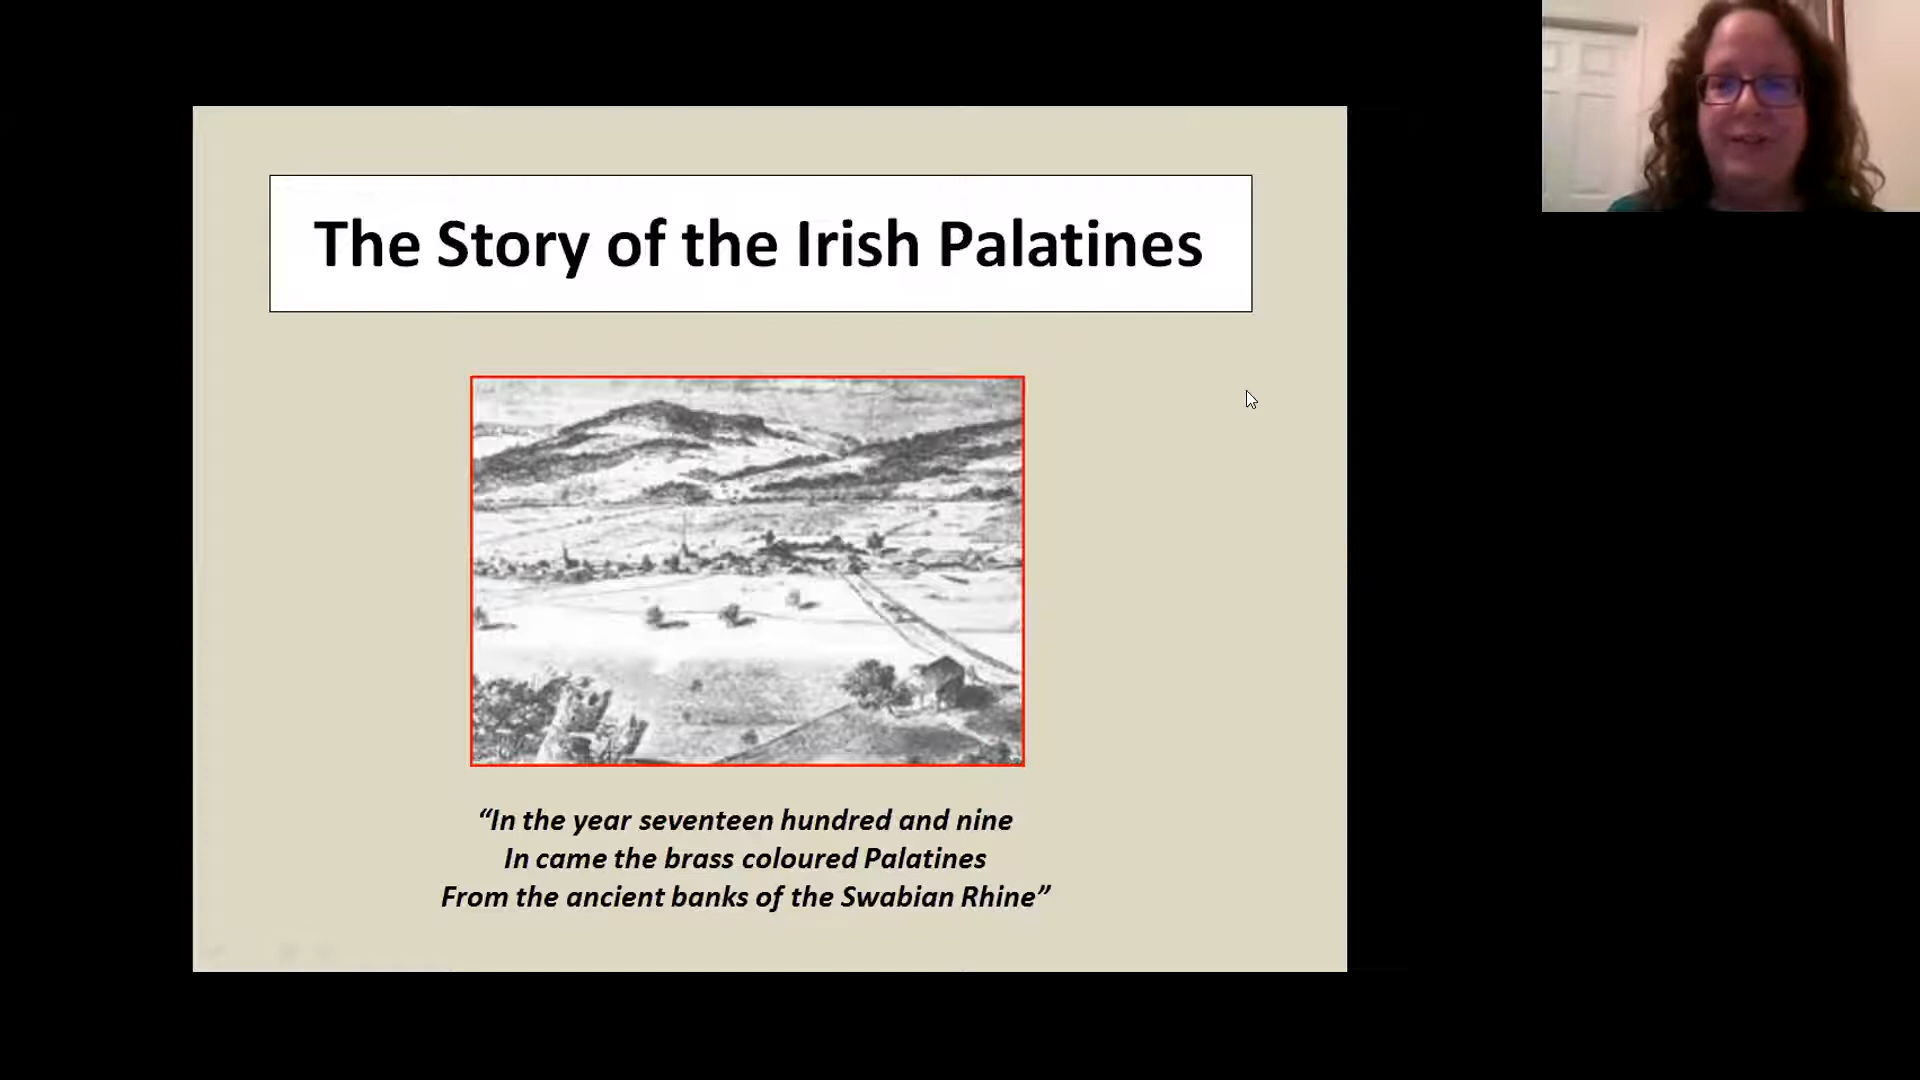 The Story of the Irish Palatines
“In the year seventeen hundred and nine
In came the brass coloured Palatines
From the ancient banks of the Swabian Rhine”